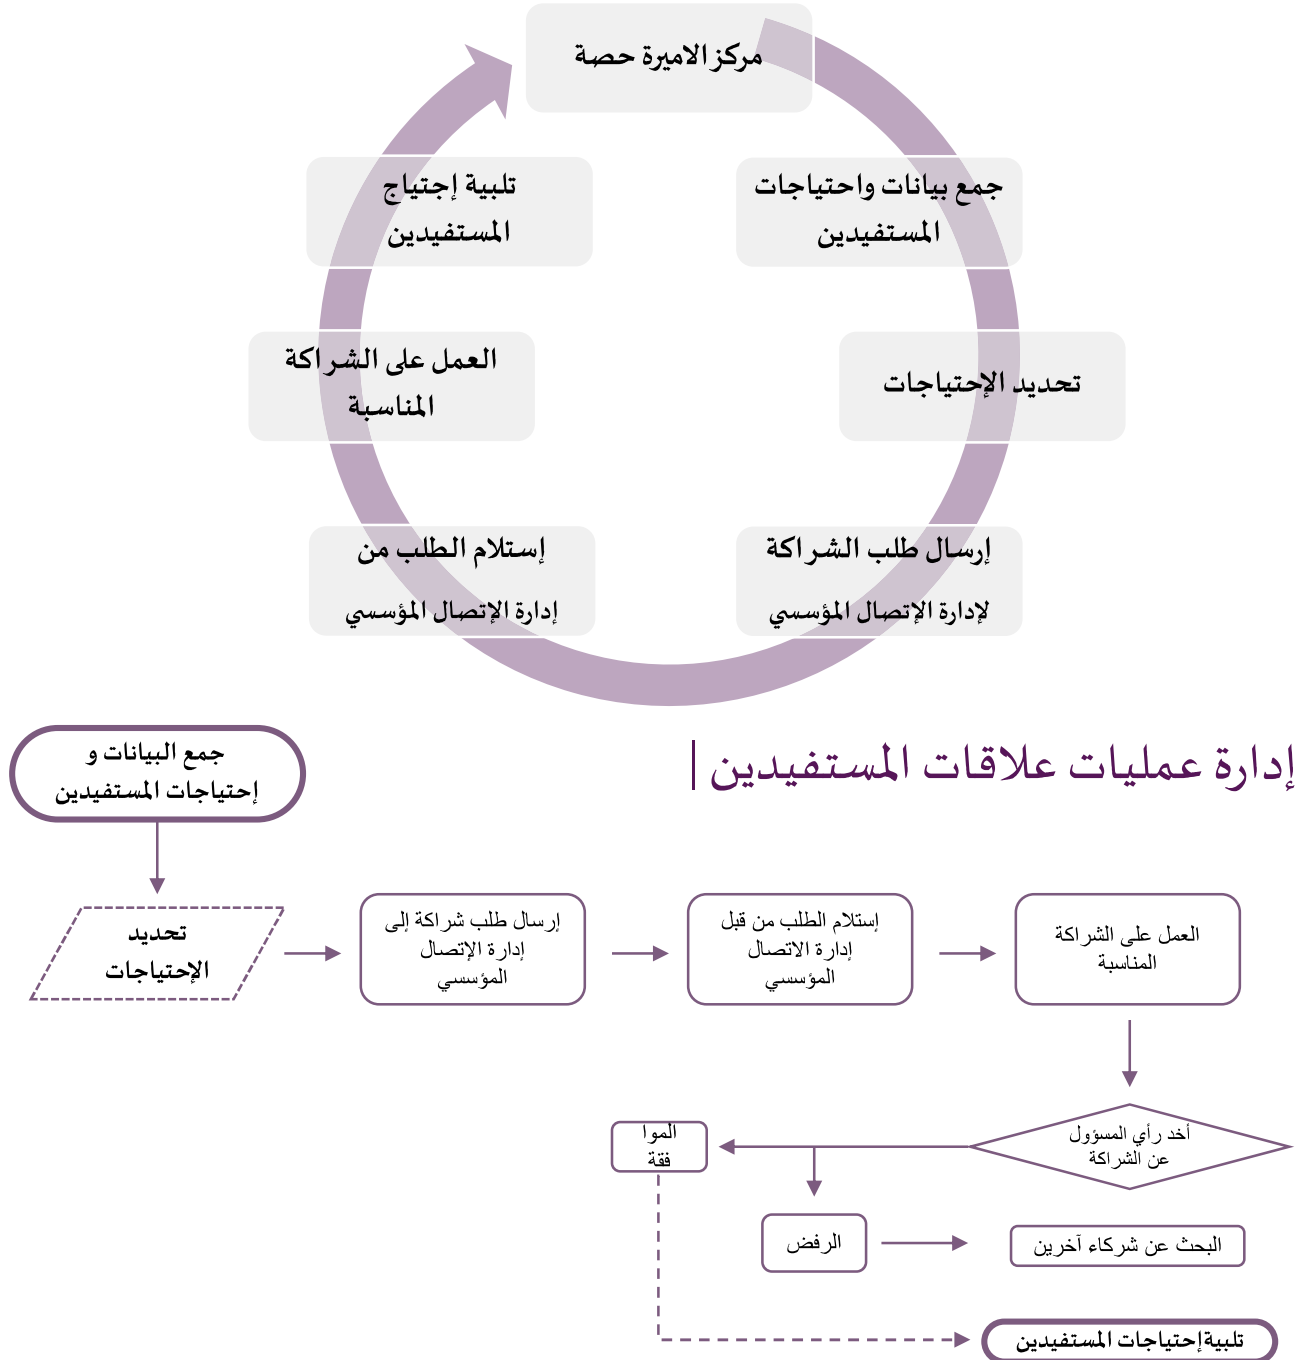 مركز الاميرة حصة
جمع بيانات واحتياجات
المستفيدين
تحديد الإحتياجات
إرسال طلب الشراكة
لإدارة الإتصال المؤسسي
إستلام الطلب من
إدارة الإتصال المؤسسي
العمل على الشراكة
المناسبة
تلبية إجتياج
المستفيدين
إدارة عمليات علاقات المستفيدين |
جمع البيانات و
إحتياجات المستفيدين
تحديد
الإحتياجات
إرسال طلب شراكة إلى
إدارة الإتصال
المؤسسي
إستلام الطلب من قبل
إدارة الاتصال
المؤسسي
العمل على الشراكة
المناسبة
أخد رأي المسؤول
عن الشراكة
الموا
فقة
الرفض
البحث عن شركاء آخرين
تلبية إحتياجات المستفيدين